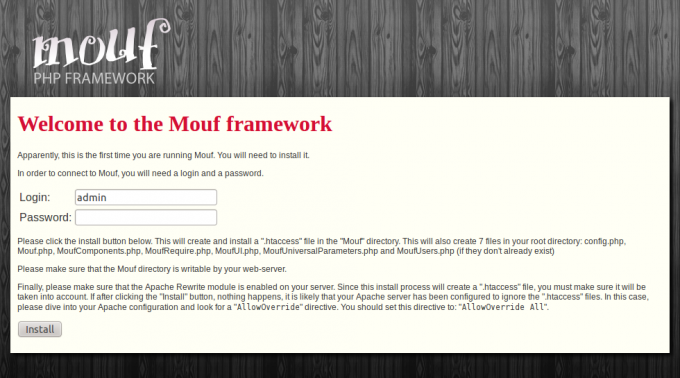 mouf
PHP FRAMEWORK
Welcome to the Mouf framework
Apparently, this is the first time you are running Mouf. You will need to install it.
In order to connect to Mouf, you will need a login and a password.
Login: admin
Password:
Please click the install button below. This will create and install a ".htaccess" file in the "Mouf" directory. This will also create 7 files in your root directory: config.php,
Mouf.php, MoufComponents.php, MoufRequire.php, MoufUI.php, MoufUniversalParameters.php and MoufUsers.php (if they don't already exist)
Please make sure that the Mouf directory is writable by your web-server.
Finally, please make sure that the Apache Rewrite module is enabled on your server. Since this install process will create a ".htaccess" file, you must make sure it will be
taken into account. If after clicking the "Install" button, nothing happens, it is likely that your Apache server has been configured to ignore the ".htaccess" files. In this case,
please dive into your Apache configuration and look for a "AllowOverride" directive. You should set this directive to: "AllowOverride All".
Install